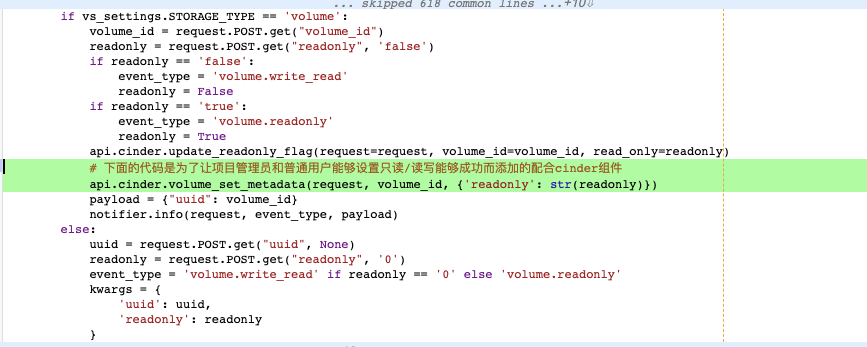 ... skipped 618 common lines ...+10⇩
if vs_settings.STORAGE_TYPE == 'volume':
volume_id = request.POST.get("volume_id")
readonly = request.POST.get("readonly", 'false')
if readonly == 'false':
event_type = 'volume.write_read'
readonly = False
if readonly == 'true':
event_type = 'volume.readonly'
readonly = True
api.cinder.update_readonly_flag(request=request, volume_id=volume_id, read_only=readonly)
# 下面的代码是为了让项目管理员和普通用户能够设置只读/读写能够成功而添加的配合cinder组件
api.cinder.volume_set_metadata(request, volume_id, {'readonly': str(readonly)})
payload = {"uuid": volume_id}
notifier.info(request, event_type, payload)
else:
uuid = request.POST.get("uuid", None)
readonly = request.POST.get("readonly", '0')
event_type = 'volume.write_read' if readonly == '0' else 'volume.readonly'
kwargs = {
'uuid': uuid,
'readonly': readonly
}